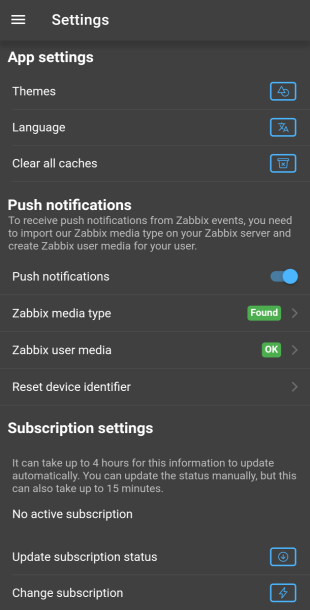 Settings
App settings
Themes
Language
Clear all caches
Push notifications
To receive push notifications from Zabbix events, you need
to import our Zabbix media type on your Zabbix server and
create Zabbix user media for your user.
Push notifications
Zabbix media type Found
Zabbix user media OK
Reset device identifier
Subscription settings
It can take up to 4 hours for this information to update
automatically. You can update the status manually, but this
can also take up to 15 minutes.
No active subscription
Update subscription status
Change subscription